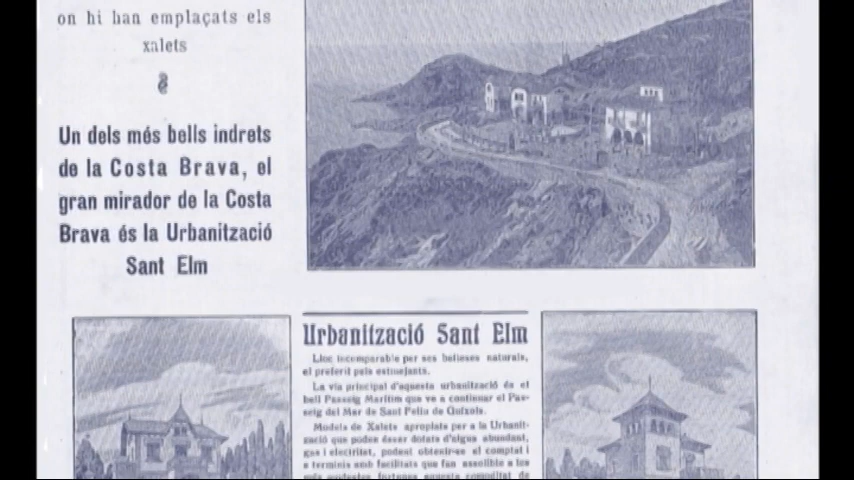 on hi han emplaçats els
xalets
Un dels més bells indrets
de la Costa Brava, el
gran mirador de la Costa
Brava és la Urbanització
Sant Elm
Urbanització Sant Elm
Lloc incomparable per ses belleses naturals,
el preferit pels estiuejants.
La via principal d'aquesta urbanització és el
bell Passeig Marítim que ve a continuar el Pas-
seig del Mar de Sant Feliu de Guíxols.
Models de Xalets apropiats per a la Urbanit-
zació que poden ésser dotats d'aigua abundant,
gas i electricitat, podent obtenir-se el comptat i
a terminis amb facilitats que fan assolible a les
més modestes fortunes aquesta comoditat de